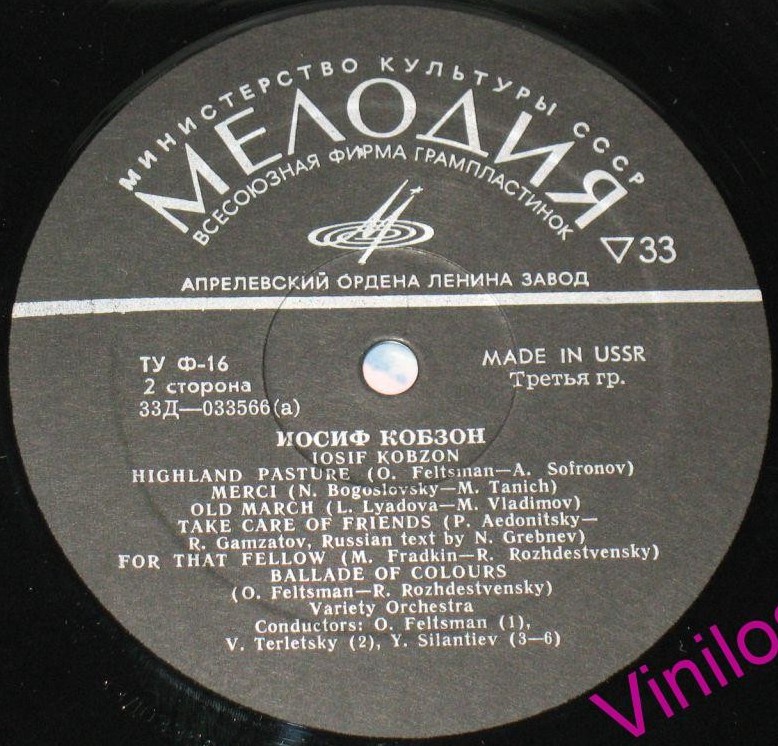 МИНИСТЕРСТВО КУЛЬТУРЫ СССР
МЕЛОДИЯ
ВСЕСОЮЗНАЯ ФИРМА ГРАМПЛАСТИНОК
▽33
АПРЕЛЕВСКИЙ ОРДЕНА ЛЕНИНА ЗАВОД
ТУ Ф-16
2 сторона
33Д—033566(а)
MADE IN USSR
Третья гр.
ИОСИФ КОБЗОН
IOSIF KOBZON
HIGHLAND PASTURE (O. Feltsman—A. Sofronov)
MERCI (N. Bogoslovsky—M. Tanich)
OLD MARCH (L. Lyadova—M. Vladimov)
TAKE CARE OF FRIENDS (P. Aedonitsky—
R. Gamzatov, Russian text by N. Grebnev)
FOR THAT FELLOW (M. Fradkin—R. Rozhdestvensky)
BALLADE OF COLOURS
(O. Feltsman—R. Rozhdestvensky)
Variety Orchestra
Conductors: O. Feltsman (1),
V. Terletsky (2), Y. Silantiev (3—6)